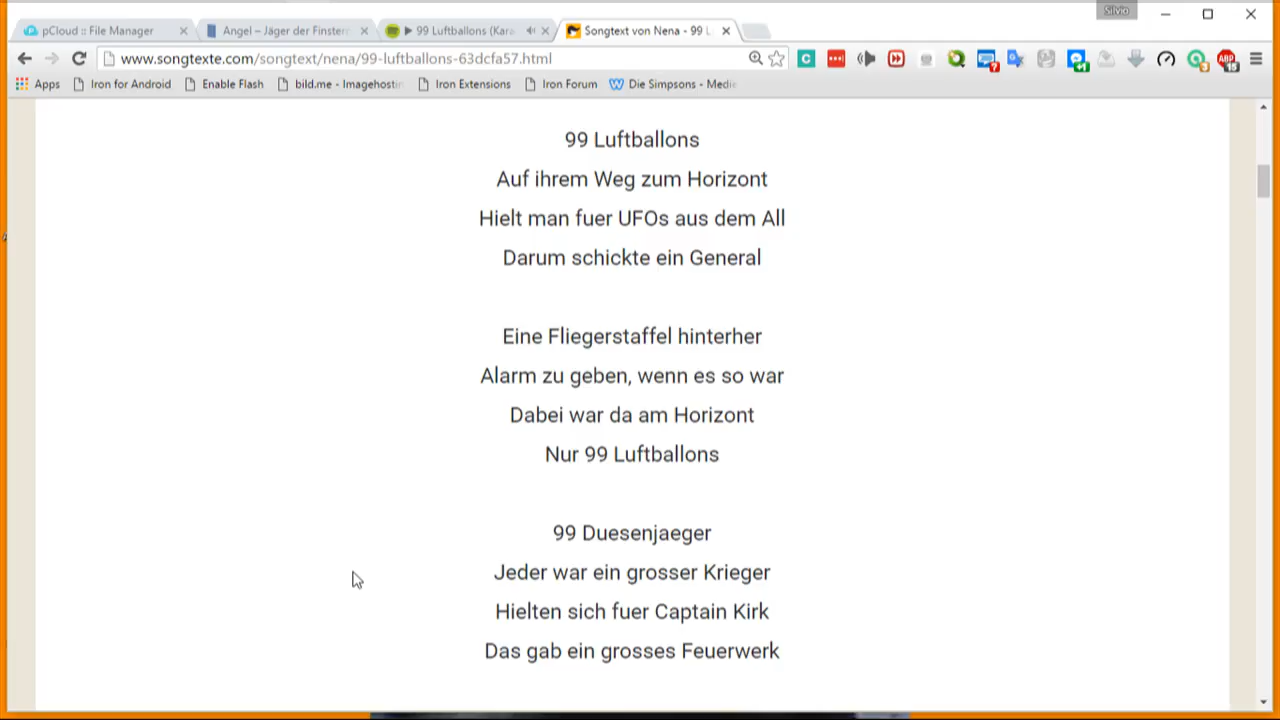 Silvio
pCloud :: File Manager
Angel – Jäger der Finster
99 Luftballons (Kara
Songtext von Nena - 99 L
www.songtexte.com/songtext/nena/99-luftballons-63dcfa57.html
Apps
Iron for Android
Enable Flash
bild.me - Imagehostin
Iron Extensions
Iron Forum
Die Simpsons - Medie
99 Luftballons
Auf ihrem Weg zum Horizont
Hielt man fuer UFOs aus dem All
Darum schickte ein General
Eine Fliegerstaffel hinterher
Alarm zu geben, wenn es so war
Dabei war da am Horizont
Nur 99 Luftballons
99 Duesenjaeger
Jeder war ein grosser Krieger
Hielten sich fuer Captain Kirk
Das gab ein grosses Feuerwerk